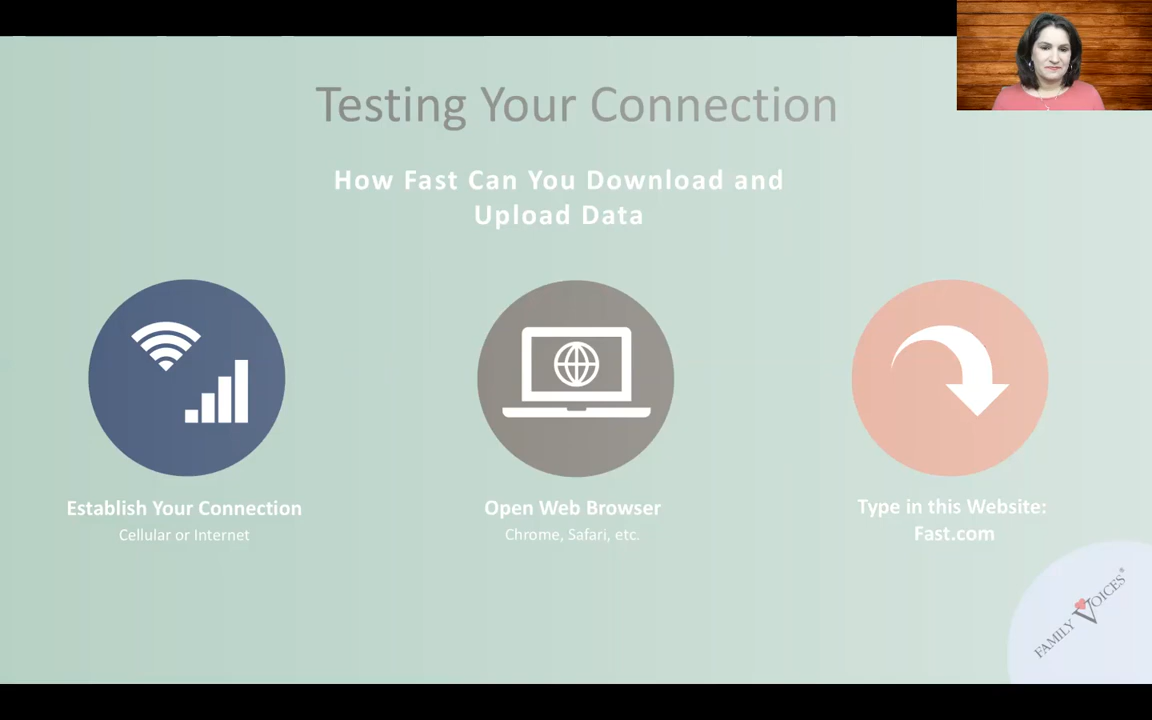 Testing Your Connection
How Fast Can You Download and
Upload Data
Establish Your Connection
Cellular or Internet
Open Web Browser
Chrome, Safari, etc.
Type in this Website:
Fast.com
FAMILY VOICES®